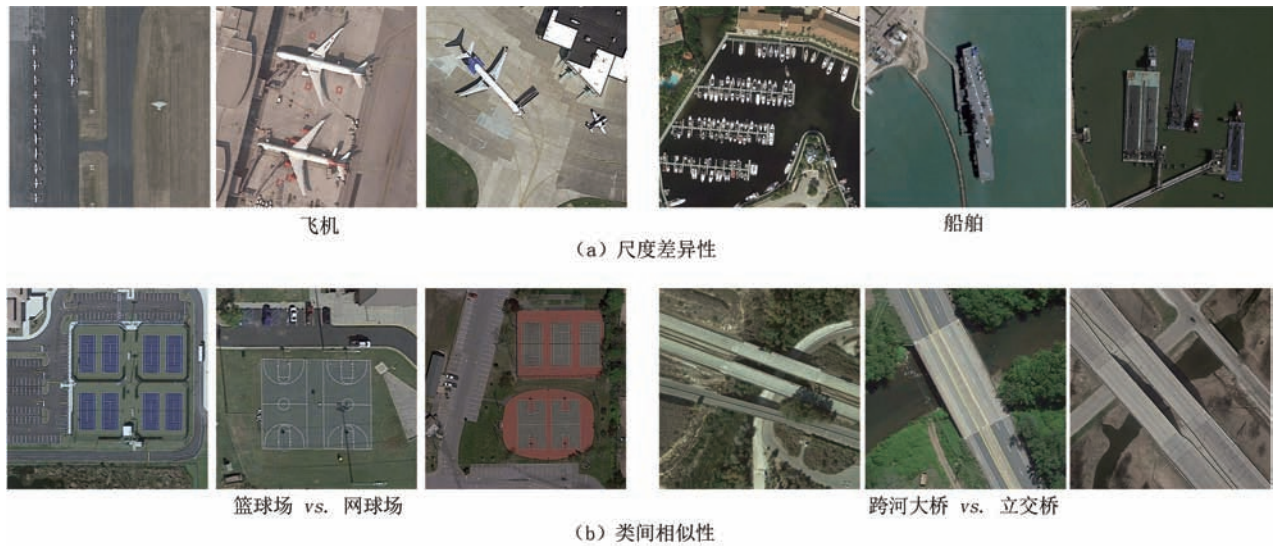 飞机
船舶
（a）尺度差异性
篮球场 vs. 网球场
跨河大桥 vs. 立交桥
（b）类间相似性